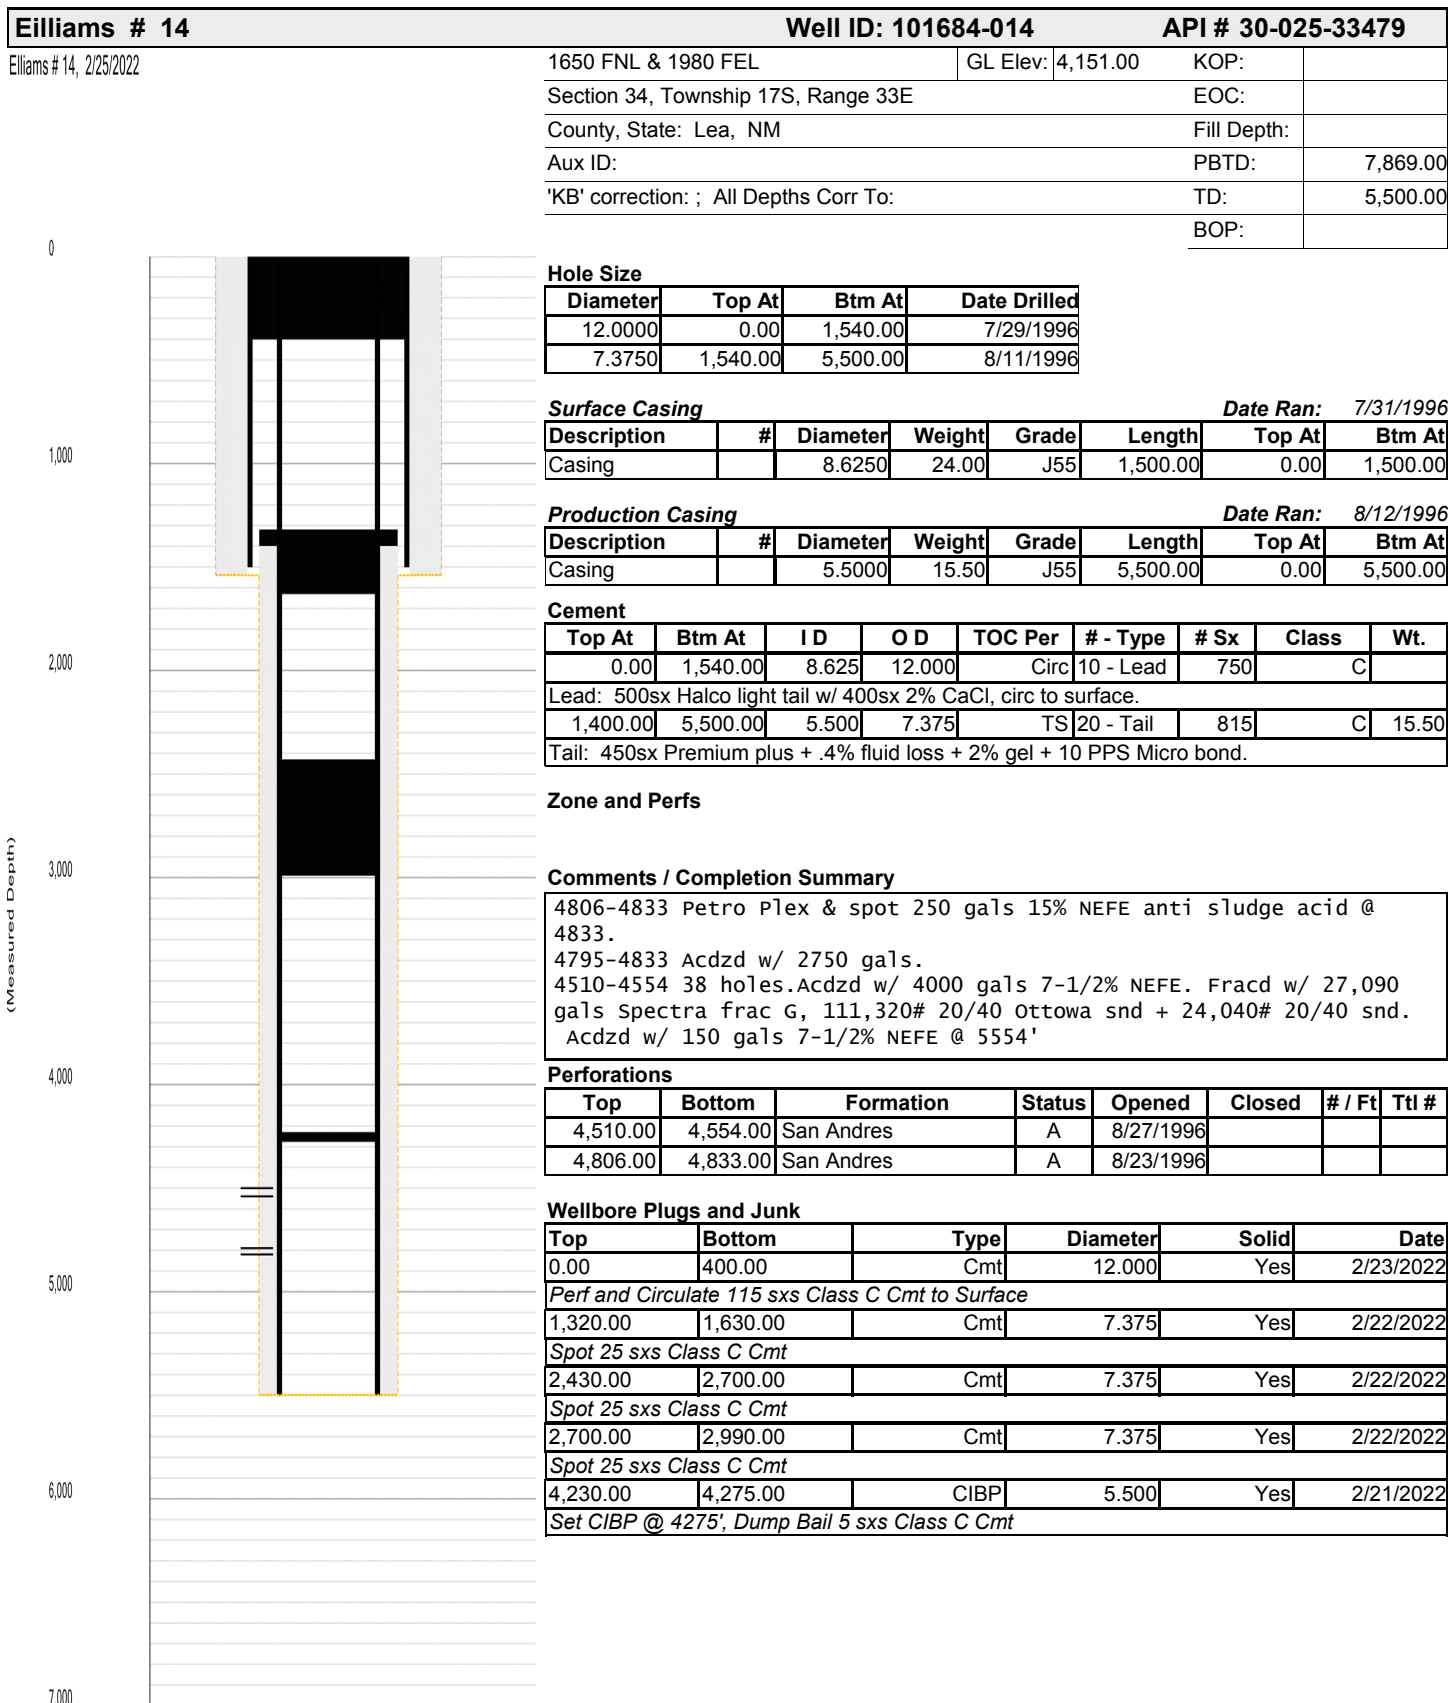 Eilliams # 14 Well ID: 101684-014 API # 30-025-33479
Elliams # 14, 2/25/2022
1650 FNL & 1980 FEL GL Elev: 4,151.00 KOP:
Section 34, Township 17S, Range 33E EOC:
County, State: Lea, NM Fill Depth:
Aux ID: PBTD: 7,869.00
'KB' correction: ; All Depths Corr To: TD: 5,500.00
BOP:
0
1,000
2,000
3,000
4,000
5,000
6,000
7,000
(Measured Depth)
Hole Size
Diameter Top At Btm At Date Drilled
12.0000 0.00 1,540.00 7/29/1996
7.3750 1,540.00 5,500.00 8/11/1996
Surface Casing Date Ran: 7/31/1996
Description # Diameter Weight Grade Length Top At Btm At
Casing 8.6250 24.00 J55 1,500.00 0.00 1,500.00
Production Casing Date Ran: 8/12/1996
Description # Diameter Weight Grade Length Top At Btm At
Casing 5.5000 15.50 J55 5,500.00 0.00 5,500.00
Cement
Top At Btm At I D O D TOC Per # - Type # Sx Class Wt.
0.00 1,540.00 8.625 12.000 Circ 10 - Lead 750 C
Lead: 500sx Halco light tail w/ 400sx 2% CaCl, circ to surface.
1,400.00 5,500.00 5.500 7.375 TS 20 - Tail 815 C 15.50
Tail: 450sx Premium plus + .4% fluid loss + 2% gel + 10 PPS Micro bond.
Zone and Perfs
Comments / Completion Summary
4806-4833 Petro Plex & spot 250 gals 15% NEFE anti sludge acid @
4833.
4795-4833 Acdzd w/ 2750 gals.
4510-4554 38 holes.Acdzd w/ 4000 gals 7-1/2% NEFE. Fracd w/ 27,090
gals Spectra frac G, 111,320# 20/40 Ottowa snd + 24,040# 20/40 snd.
Acdzd w/ 150 gals 7-1/2% NEFE @ 5554'
Perforations
Top Bottom Formation Status Opened Closed # / Ft Ttl #
4,510.00 4,554.00 San Andres A 8/27/1996
4,806.00 4,833.00 San Andres A 8/23/1996
Wellbore Plugs and Junk
Top Bottom Type Diameter Solid Date
0.00 400.00 Cmt 12.000 Yes 2/23/2022
Perf and Circulate 115 sxs Class C Cmt to Surface
1,320.00 1,630.00 Cmt 7.375 Yes 2/22/2022
Spot 25 sxs Class C Cmt
2,430.00 2,700.00 Cmt 7.375 Yes 2/22/2022
Spot 25 sxs Class C Cmt
2,700.00 2,990.00 Cmt 7.375 Yes 2/22/2022
Spot 25 sxs Class C Cmt
4,230.00 4,275.00 CIBP 5.500 Yes 2/21/2022
Set CIBP @ 4275', Dump Bail 5 sxs Class C Cmt